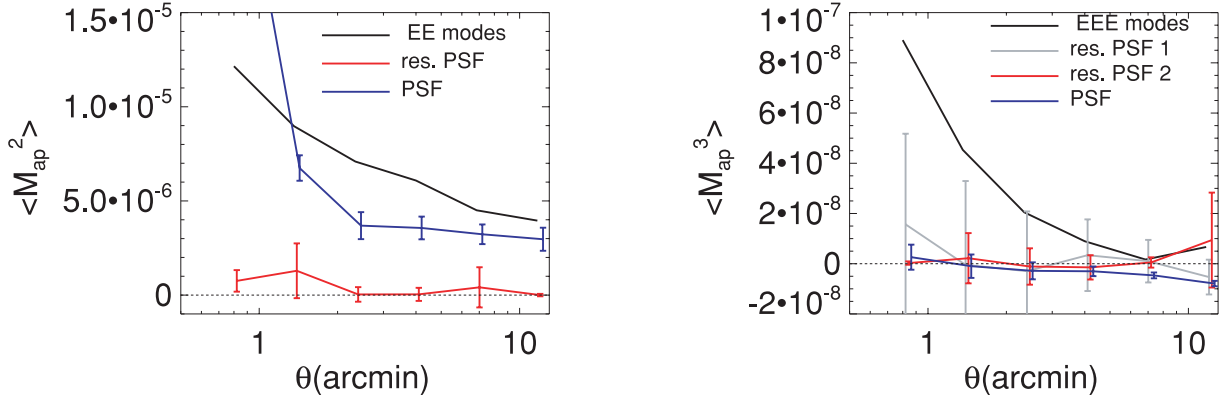 1.5•10⁻⁵
1.0•10⁻⁵
5.0•10⁻⁶
0
<Map²>
EE modes
res. PSF
PSF
1
10
θ(arcmin)
1•10⁻⁷
8•10⁻⁸
6•10⁻⁸
4•10⁻⁸
2•10⁻⁸
0
-2•10⁻⁸
<Map³>
EEE modes
res. PSF 1
res. PSF 2
PSF
1
10
θ(arcmin)